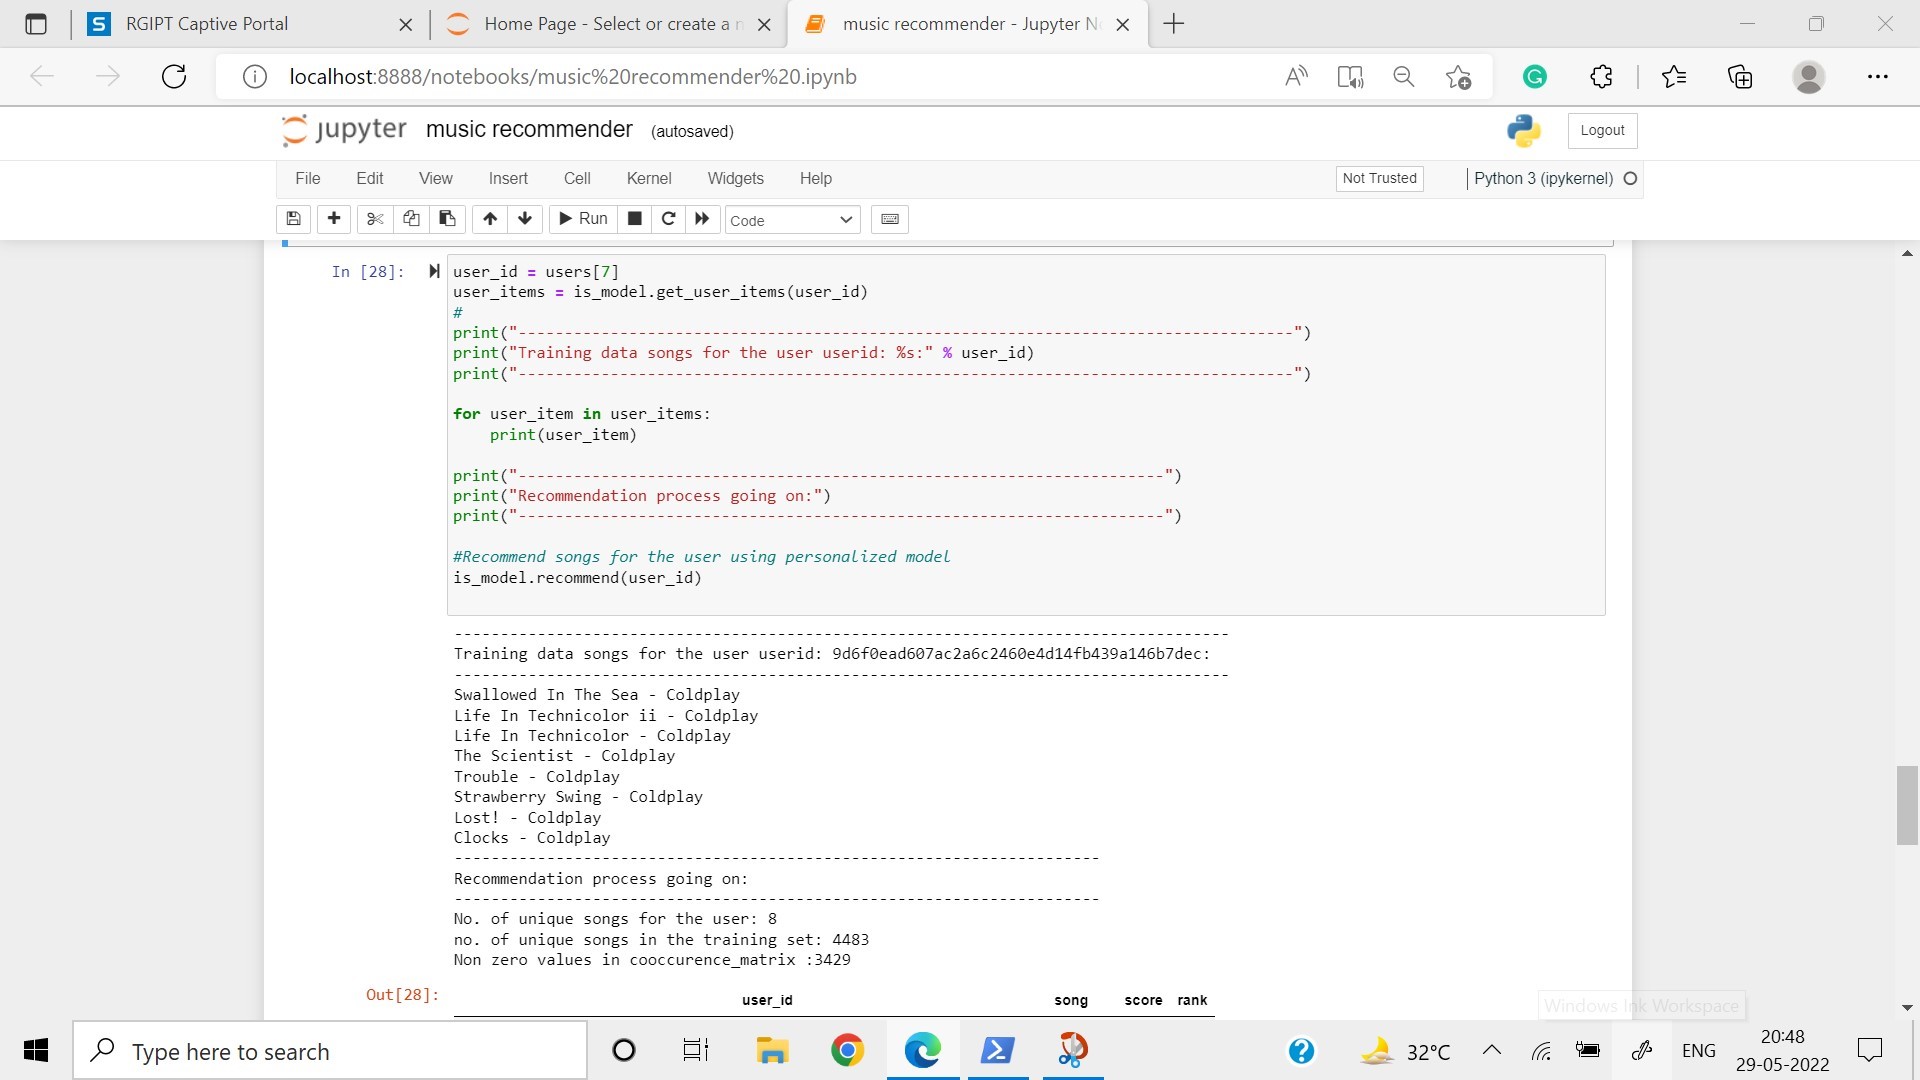 RGIPT Captive Portal
Home Page - Select or create a n
music recommender - Jupyter No
localhost:8888/notebooks/music%20recommender%20.ipynb
jupyter music recommender (autosaved)
Logout
File Edit View Insert Cell Kernel Widgets Help
Not Trusted
Python 3 (ipykernel)
Run
Code
In [28]:
user_id = users[7]
user_items = is_model.get_user_items(user_id)
#
print("------------------------------------------------------------------------------------")
print("Training data songs for the user userid: %s:" % user_id)
print("------------------------------------------------------------------------------------")
for user_item in user_items:
    print(user_item)
print("----------------------------------------------------------------------")
print("Recommendation process going on:")
print("----------------------------------------------------------------------")
#Recommend songs for the user using personalized model
is_model.recommend(user_id)
------------------------------------------------------------------------------------
Training data songs for the user userid: 9d6f0ead607ac2a6c2460e4d14fb439a146b7dec:
------------------------------------------------------------------------------------
Swallowed In The Sea - Coldplay
Life In Technicolor ii - Coldplay
Life In Technicolor - Coldplay
The Scientist - Coldplay
Trouble - Coldplay
Strawberry Swing - Coldplay
Lost! - Coldplay
Clocks - Coldplay
----------------------------------------------------------------------
Recommendation process going on:
----------------------------------------------------------------------
No. of unique songs for the user: 8
no. of unique songs in the training set: 4483
Non zero values in cooccurence_matrix :3429
Out[28]:
user_id song score rank
Windows Ink Workspace
Type here to search
32°C
ENG
20:48
29-05-2022